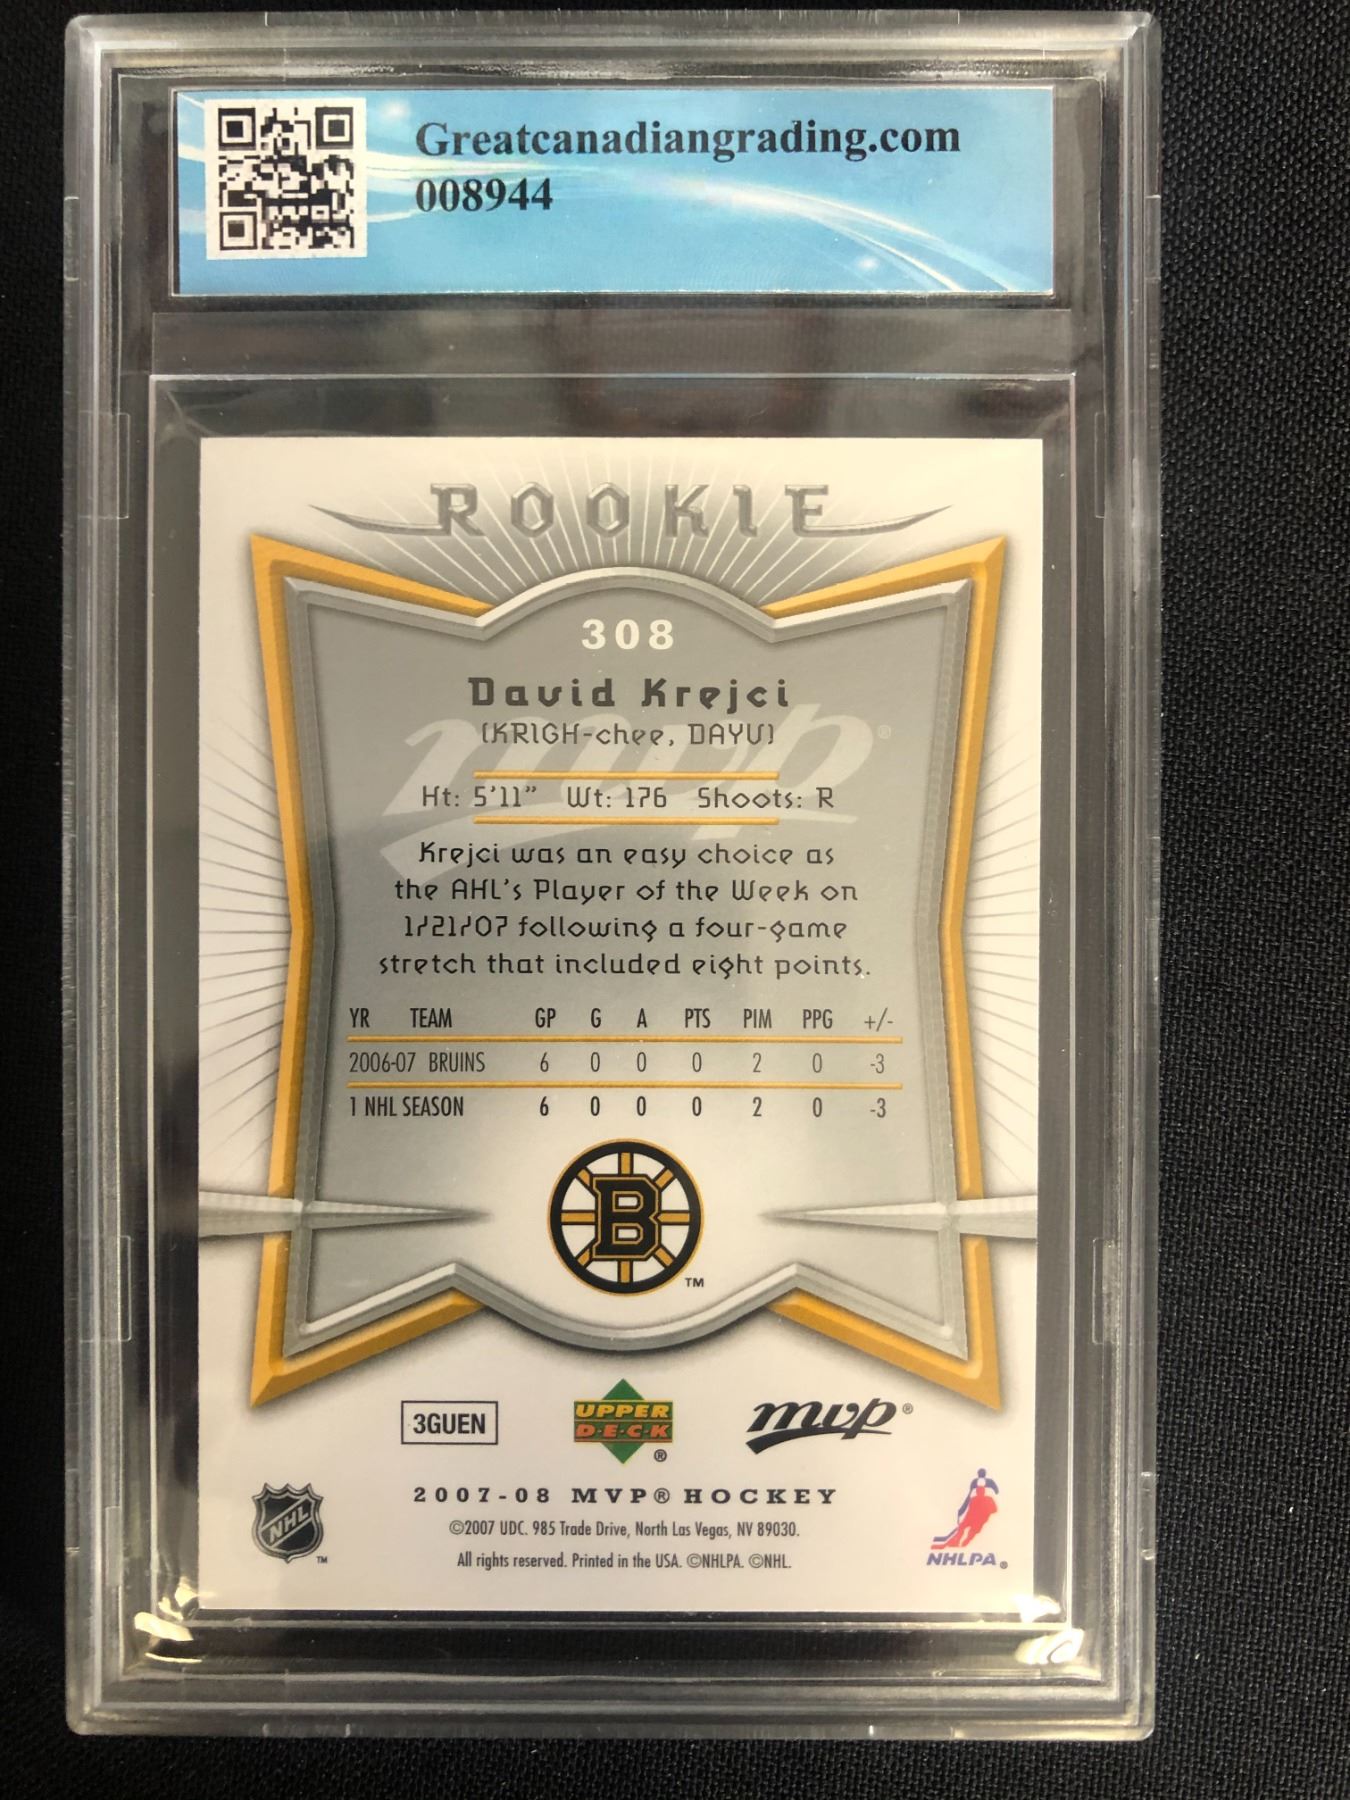 Greatcanadiangrading.com
008944
ROOKIE
308
David Krejci
(KRIGH-chee, DAYV)
mvp®
Ht: 5'11" Wt: 176 Shoots: R
Krejci was an easy choice as
the AHL's Player of the Week on
1/21/07 following a four-game
stretch that included eight points.
YR TEAM GP G A PTS PIM PPG +/-
2006-07 BRUINS 6 0 0 0 2 0 -3
1 NHL SEASON 6 0 0 0 2 0 -3
B
TM
3GUEN
UPPER
D·E·C·K
®
mvp®
2007-08 MVP® HOCKEY
©2007 UDC. 985 Trade Drive, North Las Vegas, NV 89030.
All rights reserved. Printed in the USA. ©NHLPA. ©NHL.
NHL
TM
NHLPA®